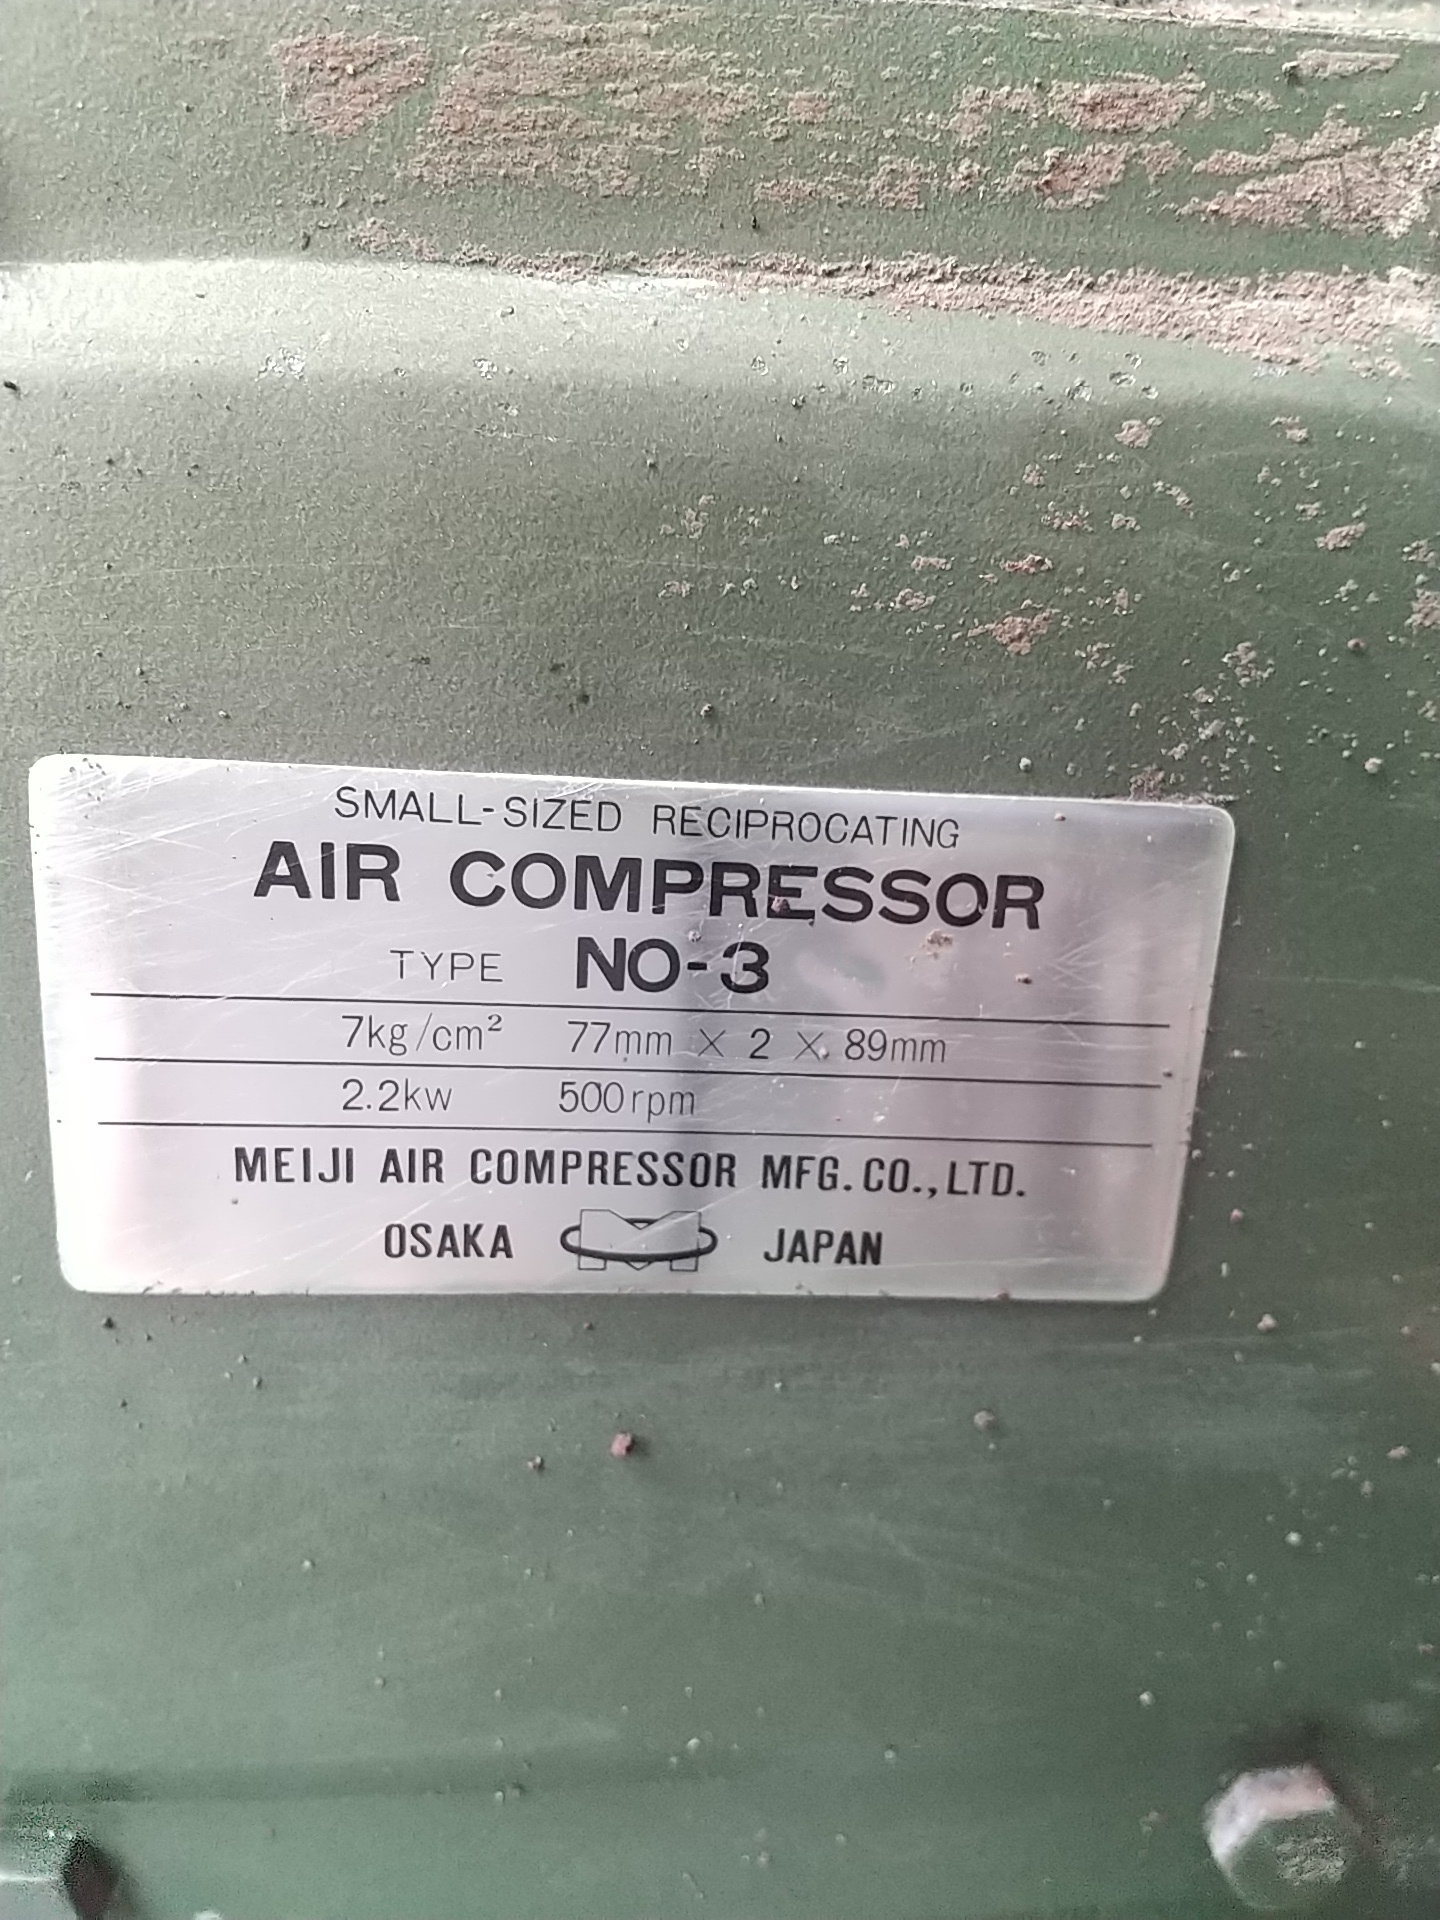 SMALL-SIZED RECIPROCATING
AIR COMPRESSOR
TYPE NO-3
7kg/cm² 77mm × 2 × 89mm
2.2kw 500rpm
MEIJI AIR COMPRESSOR MFG. CO., LTD.
OSAKA M JAPAN